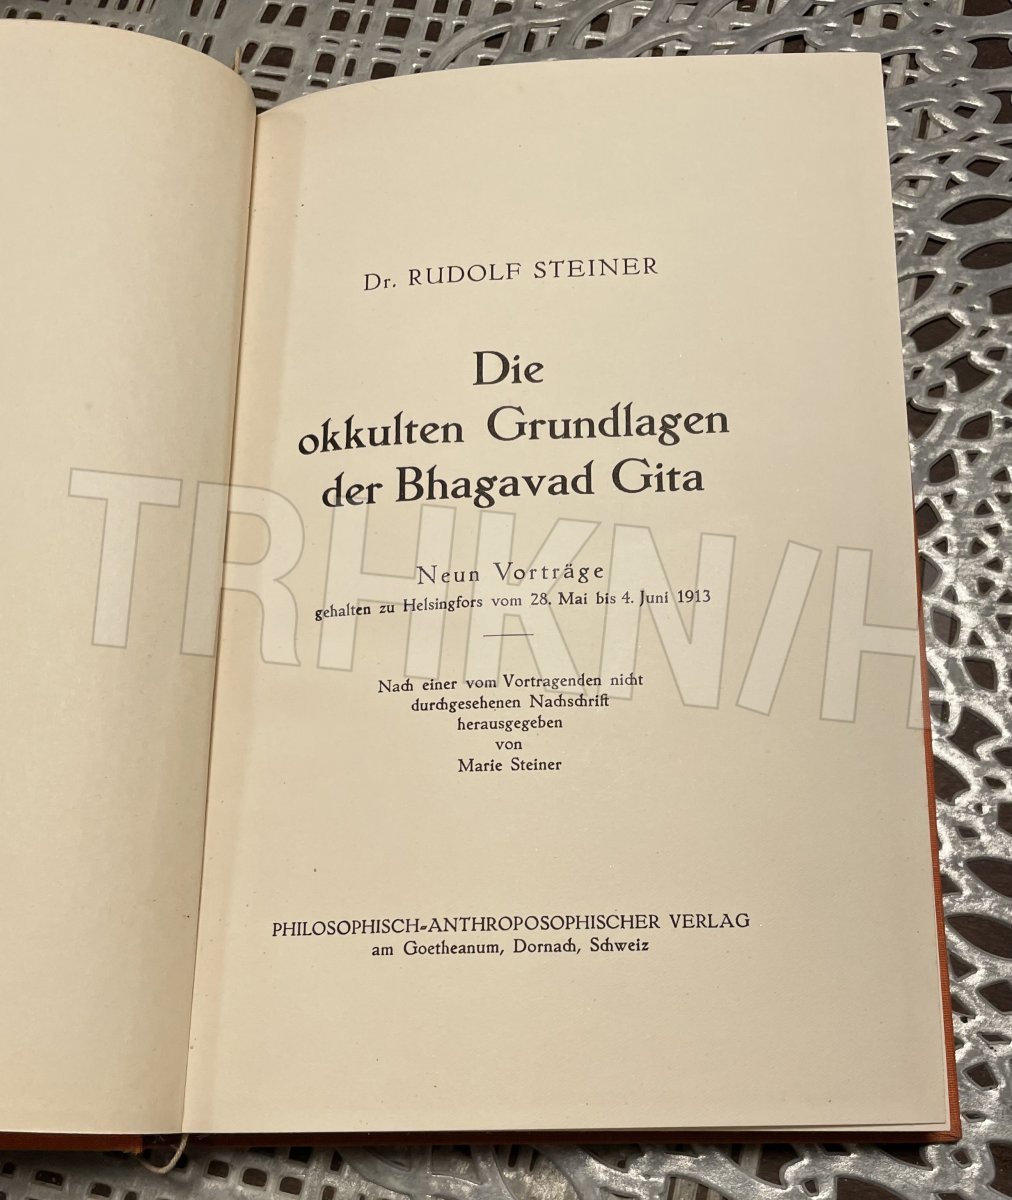 Dr. RUDOLF STEINER
Die
okkulten Grundlagen
der Bhagavad Gita
Neun Vorträge
gehalten zu Helsingfors vom 28. Mai bis 4. Juni 1913
Nach einer vom Vortragenden nicht
durchgesehenen Nachschrift
herausgegeben
von
Marie Steiner
PHILOSOPHISCH-ANTHROPOSOPHISCHER VERLAG
am Goetheanum, Dornach, Schweiz
TRHKN/H